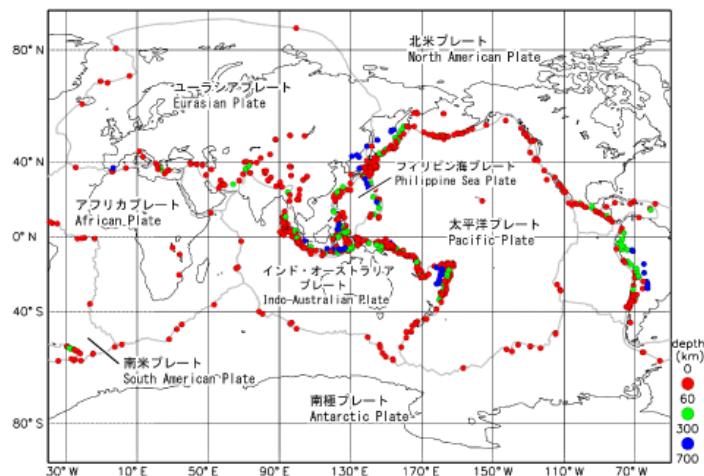 80° N
40° N
0° N
40° S
80° S
北米プレート
North American Plate
ユーラシアプレート
Eurasian Plate
フィリピン海プレート
Philippine Sea Plate
アフリカプレート
African Plate
太平洋プレート
Pacific Plate
インド・オーストラリア
プレート
Indo-Australian Plate
南米プレート
South American Plate
南極プレート
Antarctic Plate
depth
(km)
0
60
300
700
30° W
10° E
50° E
90° E
130° E
170° E
150° W
110° W
70° W